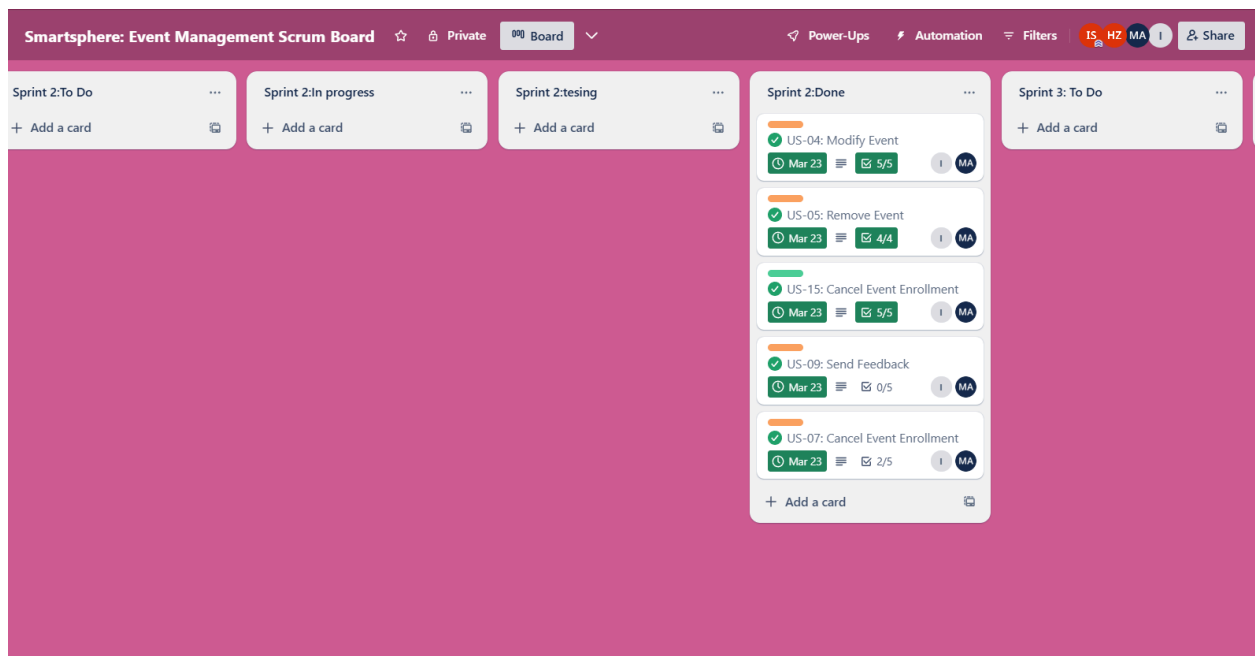 Smartsphere: Event Management Scrum Board Private Board Power-Ups Automation Filters IS HZ MA I Share
Sprint 2:To Do
Add a card
Sprint 2:In progress
Add a card
Sprint 2:tesing
Add a card
Sprint 2:Done
US-04: Modify Event
Mar 23 5/5 I MA
US-05: Remove Event
Mar 23 4/4 I MA
US-15: Cancel Event Enrollment
Mar 23 5/5 I MA
US-09: Send Feedback
Mar 23 0/5 I MA
US-07: Cancel Event Enrollment
Mar 23 2/5 I MA
Add a card
Sprint 3: To Do
Add a card